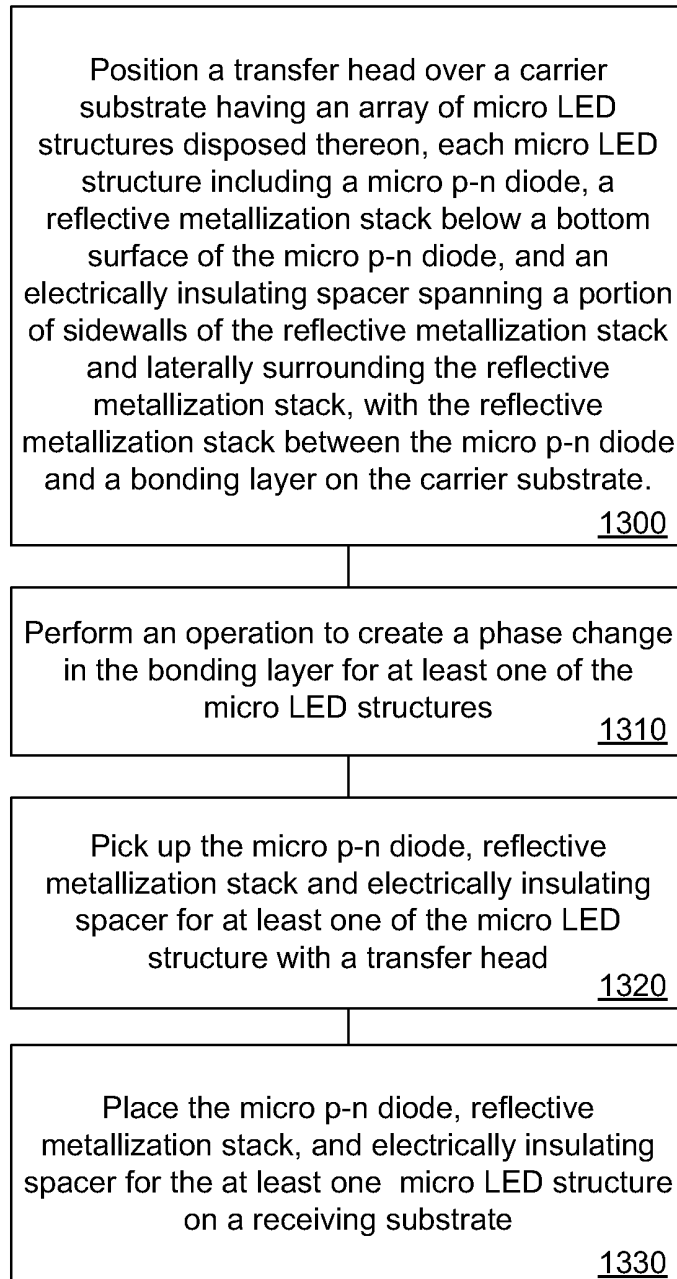 Position a transfer head over a carrier
substrate having an array of micro LED
structures disposed thereon, each micro LED
structure including a micro p-n diode, a
reflective metallization stack below a bottom
surface of the micro p-n diode, and an
electrically insulating spacer spanning a portion
of sidewalls of the reflective metallization stack
and laterally surrounding the reflective
metallization stack, with the reflective
metallization stack between the micro p-n diode
and a bonding layer on the carrier substrate.
1300
Perform an operation to create a phase change
in the bonding layer for at least one of the
micro LED structures
1310
Pick up the micro p-n diode, reflective
metallization stack and electrically insulating
spacer for at least one of the micro LED
structure with a transfer head
1320
Place the micro p-n diode, reflective
metallization stack, and electrically insulating
spacer for the at least one micro LED structure
on a receiving substrate
1330